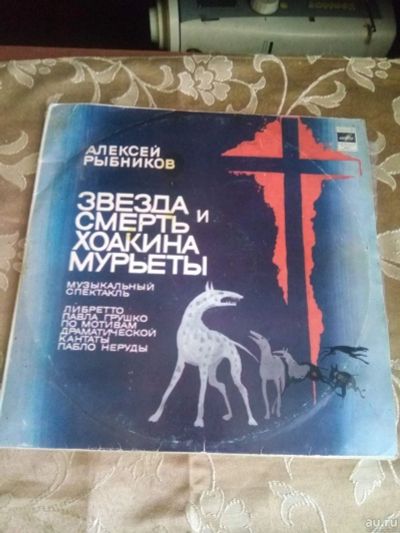 АЛЕКСЕЙ
РЫБНИКОВ
ЗВЕЗДА
И
СМЕРТЬ
ХОАКИНА
МУРЬЕТЫ
МУЗЫКАЛЬНЫЙ
СПЕКТАКЛЬ
ЛИБРЕТТО
ПАВЛА ГРУШКО
ПО МОТИВАМ
ДРАМАТИЧЕСКОЙ
КАНТАТЫ
ПАБЛО НЕРУДЫ
au.ru